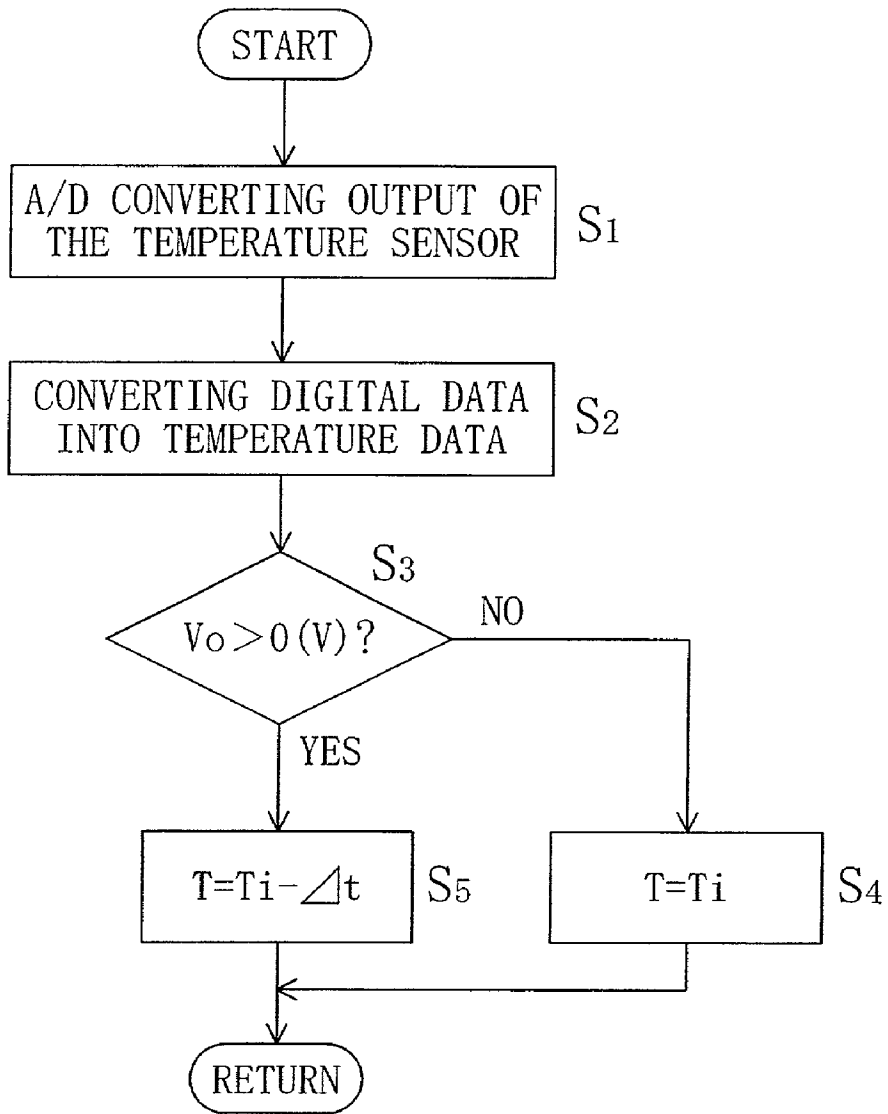 START
A/D CONVERTING OUTPUT OF
THE TEMPERATURE SENSOR
S1
CONVERTING DIGITAL DATA
INTO TEMPERATURE DATA
S2
S3
Vo>0(V)?
NO
YES
T=Ti-⊿t
S5
T=Ti
S4
RETURN